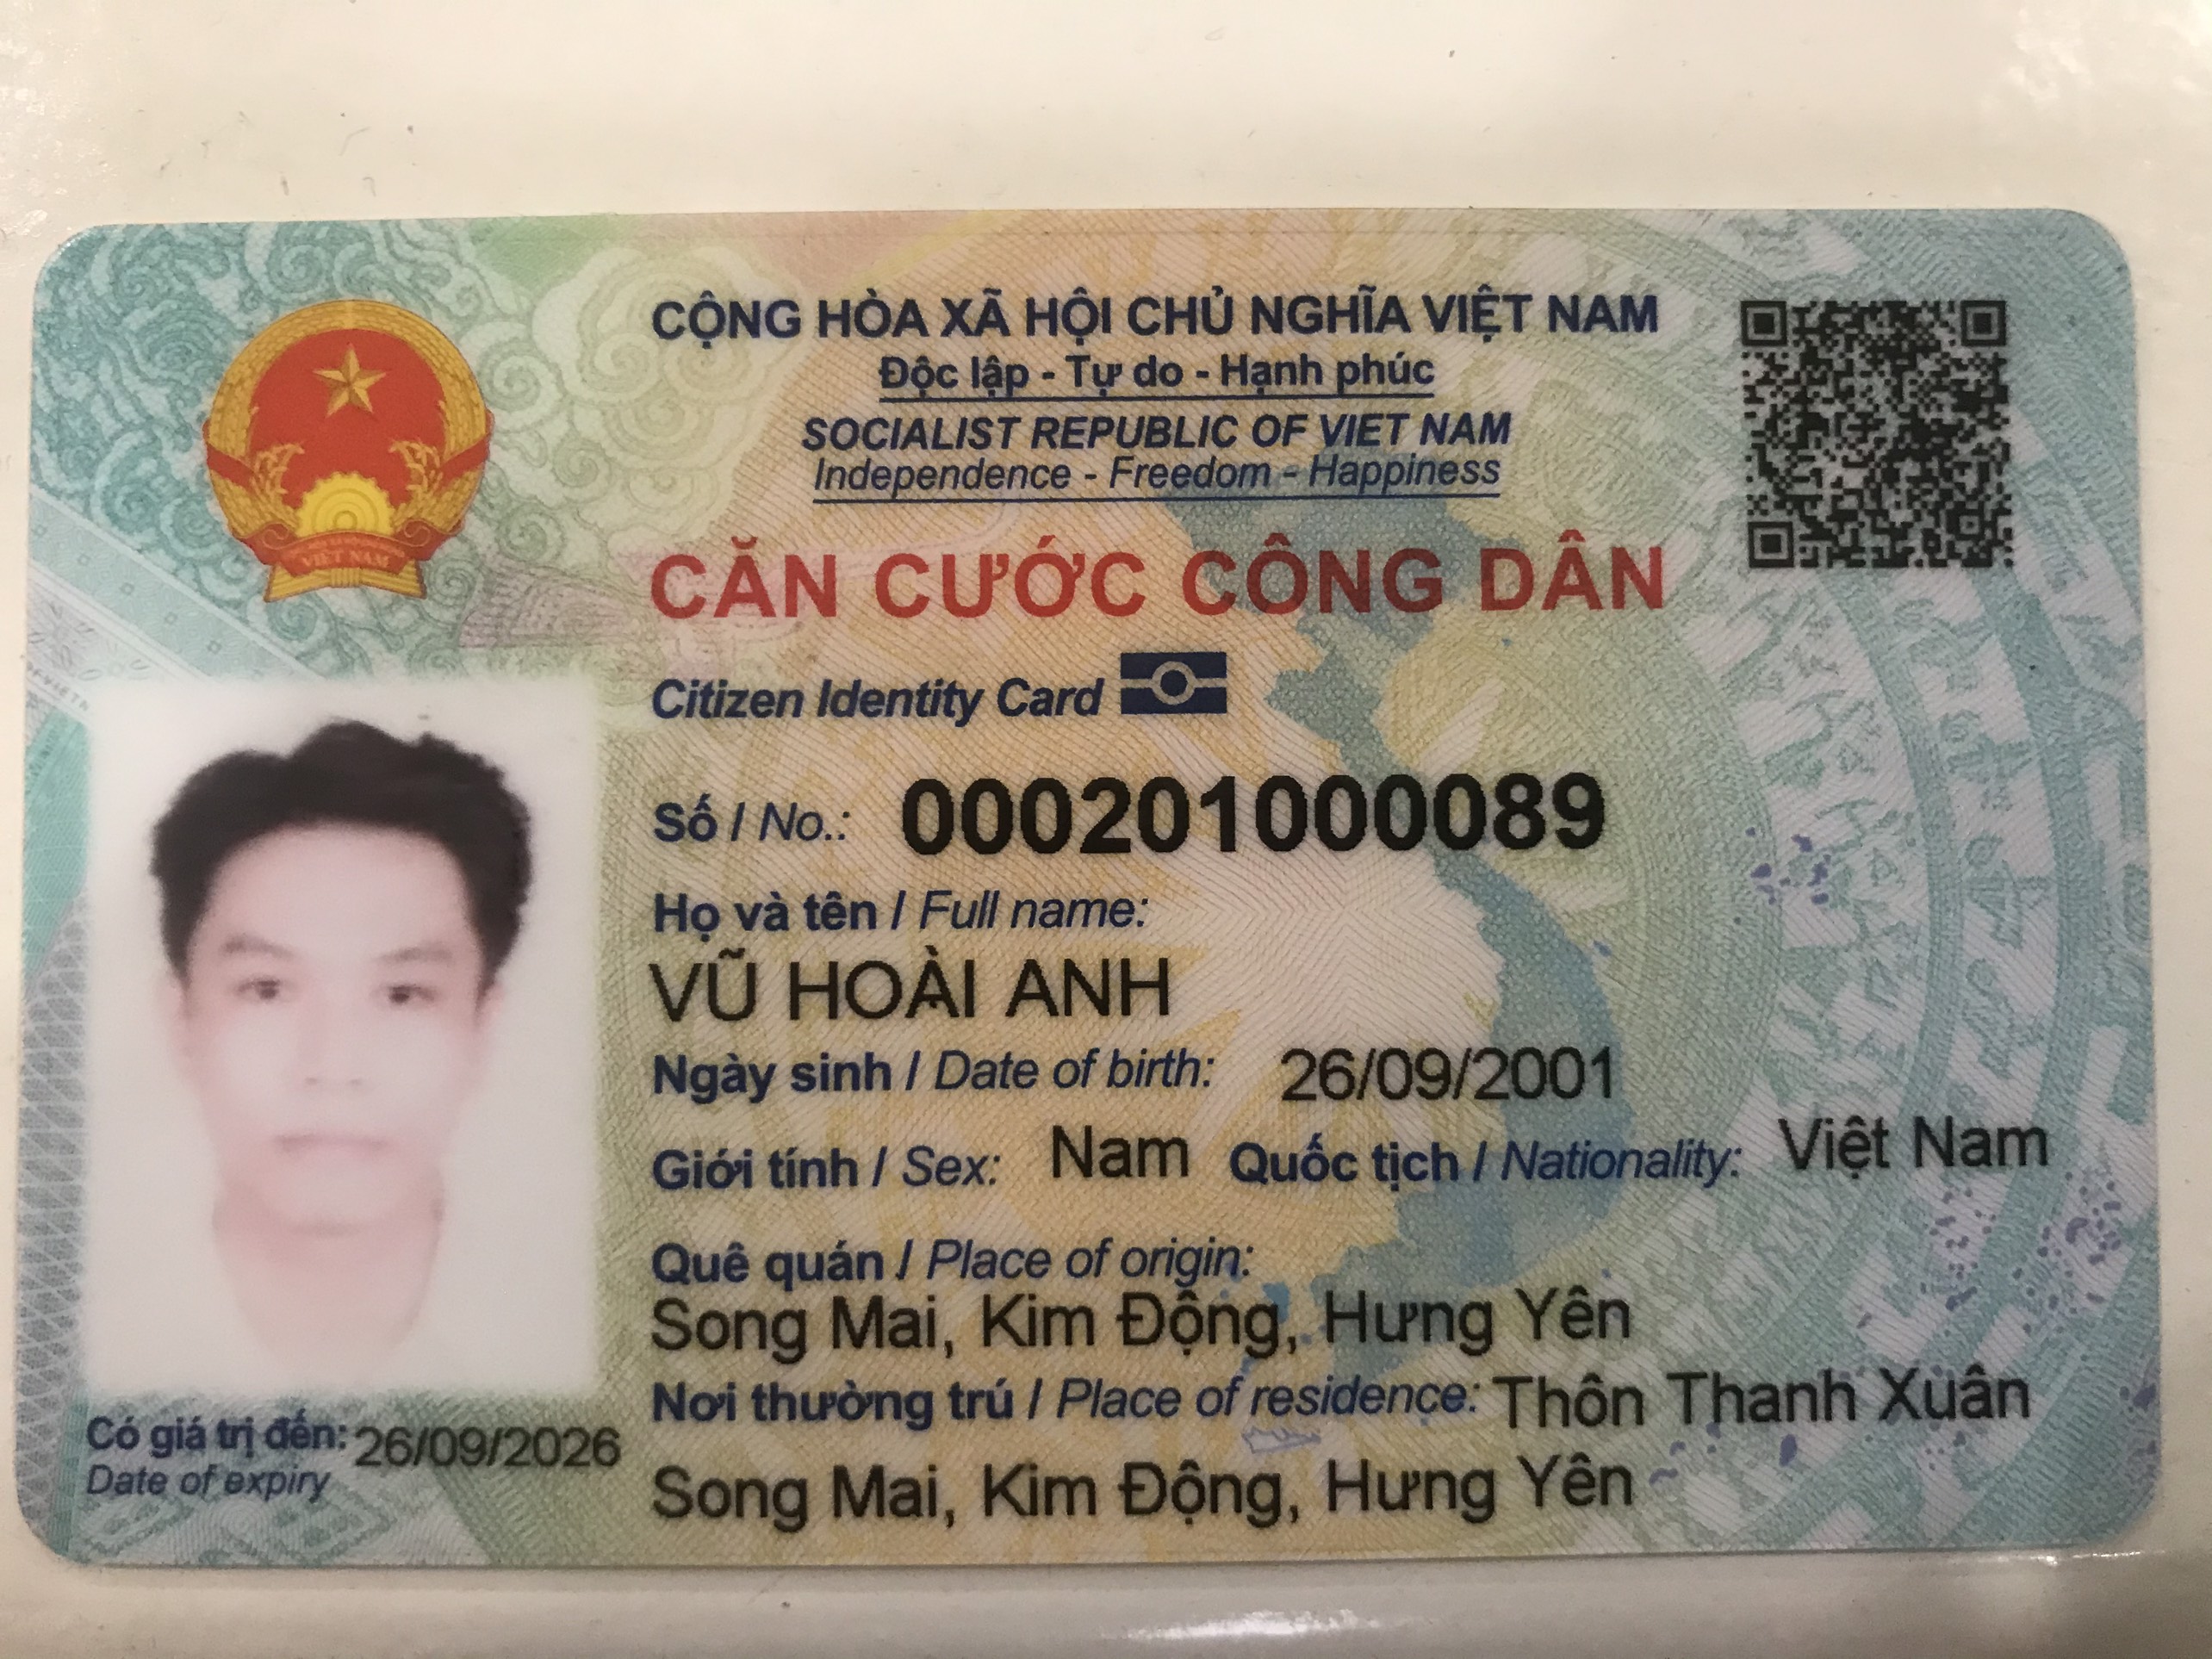 CỘNG HÒA XÃ HỘI CHỦ NGHĨA VIỆT NAM
Độc lập - Tự do - Hạnh phúc
SOCIALIST REPUBLIC OF VIET NAM
Independence - Freedom - Happiness
VIỆT NAM
CĂN CƯỚC CÔNG DÂN
Citizen Identity Card
Số / No.: 000201000089
Họ và tên / Full name:
VŨ HOÀI ANH
Ngày sinh / Date of birth: 26/09/2001
Giới tính / Sex: Nam Quốc tịch / Nationality: Việt Nam
Quê quán / Place of origin:
Song Mai, Kim Động, Hưng Yên
Nơi thường trú / Place of residence: Thôn Thanh Xuân
Song Mai, Kim Động, Hưng Yên
Có giá trị đến: 26/09/2026
Date of expiry